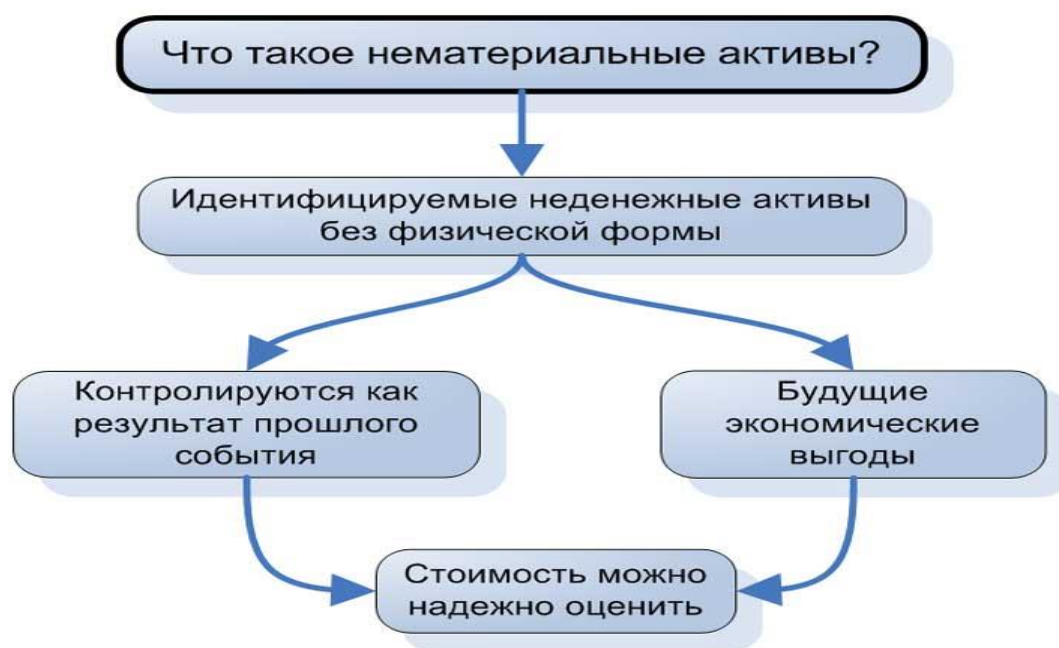 Что такое нематериальные активы?
Идентифицируемые неденежные активы
без физической формы
Контролируются как
результат прошлого
события
Будущие
экономические
выгоды
Стоимость можно
надежно оценить